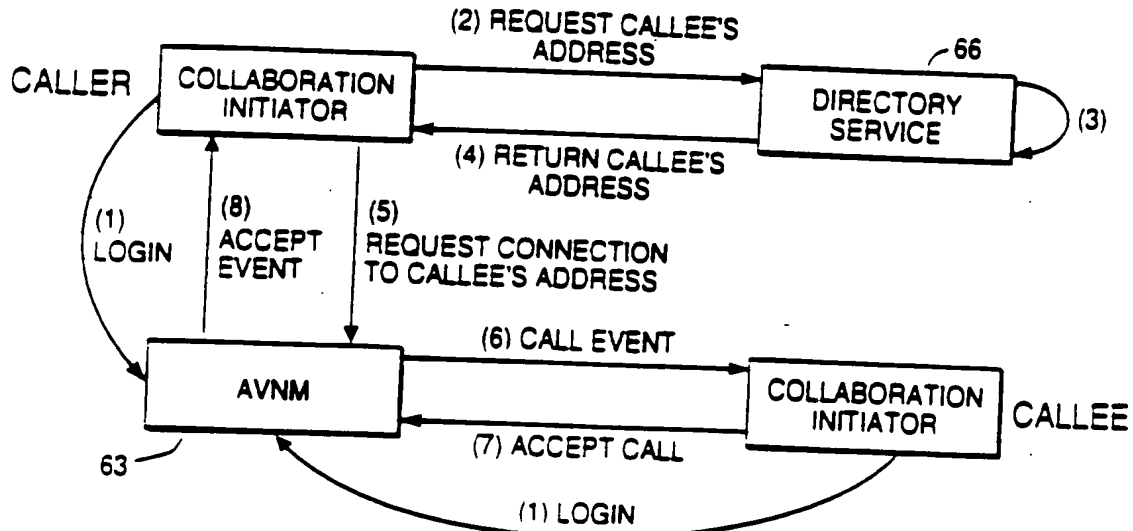 (2) REQUEST CALLEE'S
ADDRESS
66
CALLER
COLLABORATION
INITIATOR
DIRECTORY
SERVICE
(3)
(4) RETURN CALLEE'S
ADDRESS
(1)
LOGIN
(8)
ACCEPT
EVENT
(5)
REQUEST CONNECTION
TO CALLEE'S ADDRESS
(6) CALL EVENT
AVNM
COLLABORATION
INITIATOR
CALLEE
(7) ACCEPT CALL
63
(1) LOGIN